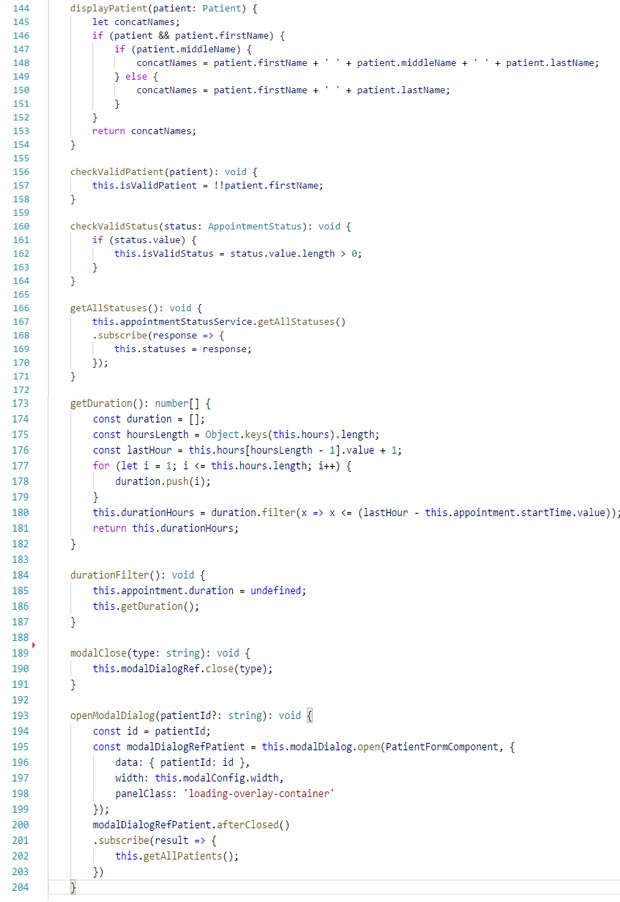 144 displayPatient(patient: Patient) {
145 let concatNames;
146 if (patient && patient.firstName) {
147 if (patient.middleName) {
148 concatNames = patient.firstName + ' ' + patient.middleName + ' ' + patient.lastName;
149 } else {
150 concatNames = patient.firstName + ' ' + patient.lastName;
151 }
152 }
153 return concatNames;
154 }
155
156 checkValidPatient(patient): void {
157 this.isValidPatient = !!patient.firstName;
158 }
159
160 checkValidStatus(status: AppointmentStatus): void {
161 if (status.value) {
162 this.isValidStatus = status.value.length > 0;
163 }
164 }
165
166 getAllStatuses(): void {
167 this.appointmentStatusService.getAllStatuses()
168 .subscribe(response => {
169 this.statuses = response;
170 });
171 }
172
173 getDuration(): number[] {
174 const duration = [];
175 const hoursLength = Object.keys(this.hours).length;
176 const lastHour = this.hours[hoursLength - 1].value + 1;
177 for (let i = 1; i <= this.hours.length; i++) {
178 duration.push(i);
179 }
180 this.durationHours = duration.filter(x => x <= (lastHour - this.appointment.startTime.value));
181 return this.durationHours;
182 }
183
184 durationFilter(): void {
185 this.appointment.duration = undefined;
186 this.getDuration();
187 }
188
189 modalClose(type: string): void {
190 this.modalDialogRef.close(type);
191 }
192
193 openModalDialog(patientId?: string): void {
194 const id = patientId;
195 const modalDialogRefPatient = this.modalDialog.open(PatientFormComponent, {
196 data: { patientId: id },
197 width: this.modalConfig.width,
198 panelClass: 'loading-overlay-container'
199 });
200 modalDialogRefPatient.afterClosed()
201 .subscribe(result => {
202 this.getAllPatients();
203 })
204 }